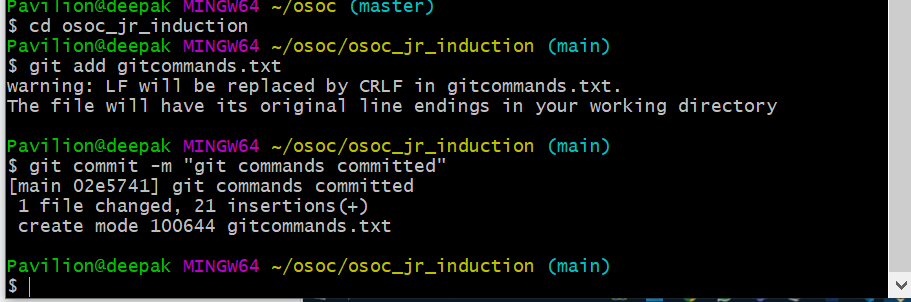 Pavilion@deepak MINGW64 ~/osoc (master)
$ cd osoc_jr_induction
Pavilion@deepak MINGW64 ~/osoc/osoc_jr_induction (main)
$ git add gitcommands.txt
warning: LF will be replaced by CRLF in gitcommands.txt.
The file will have its original line endings in your working directory
Pavilion@deepak MINGW64 ~/osoc/osoc_jr_induction (main)
$ git commit -m "git commands committed"
[main 02e5741] git commands committed
 1 file changed, 21 insertions(+)
 create mode 100644 gitcommands.txt
Pavilion@deepak MINGW64 ~/osoc/osoc_jr_induction (main)
$